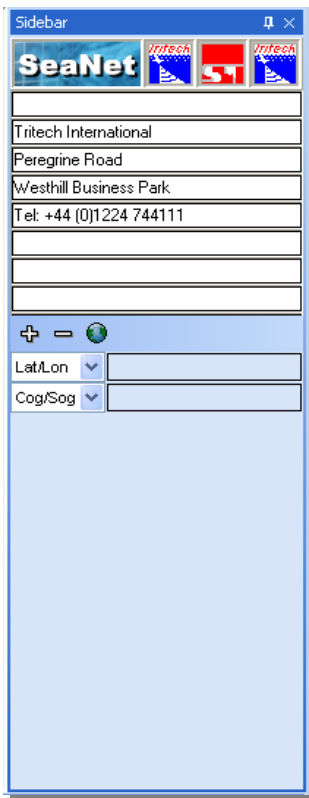 Sidebar
SeaNet Tritech Tritech
Tritech International
Peregrine Road
Westhill Business Park
Tel: +44 (0)1224 744111
Lat/Lon
Cog/Sog